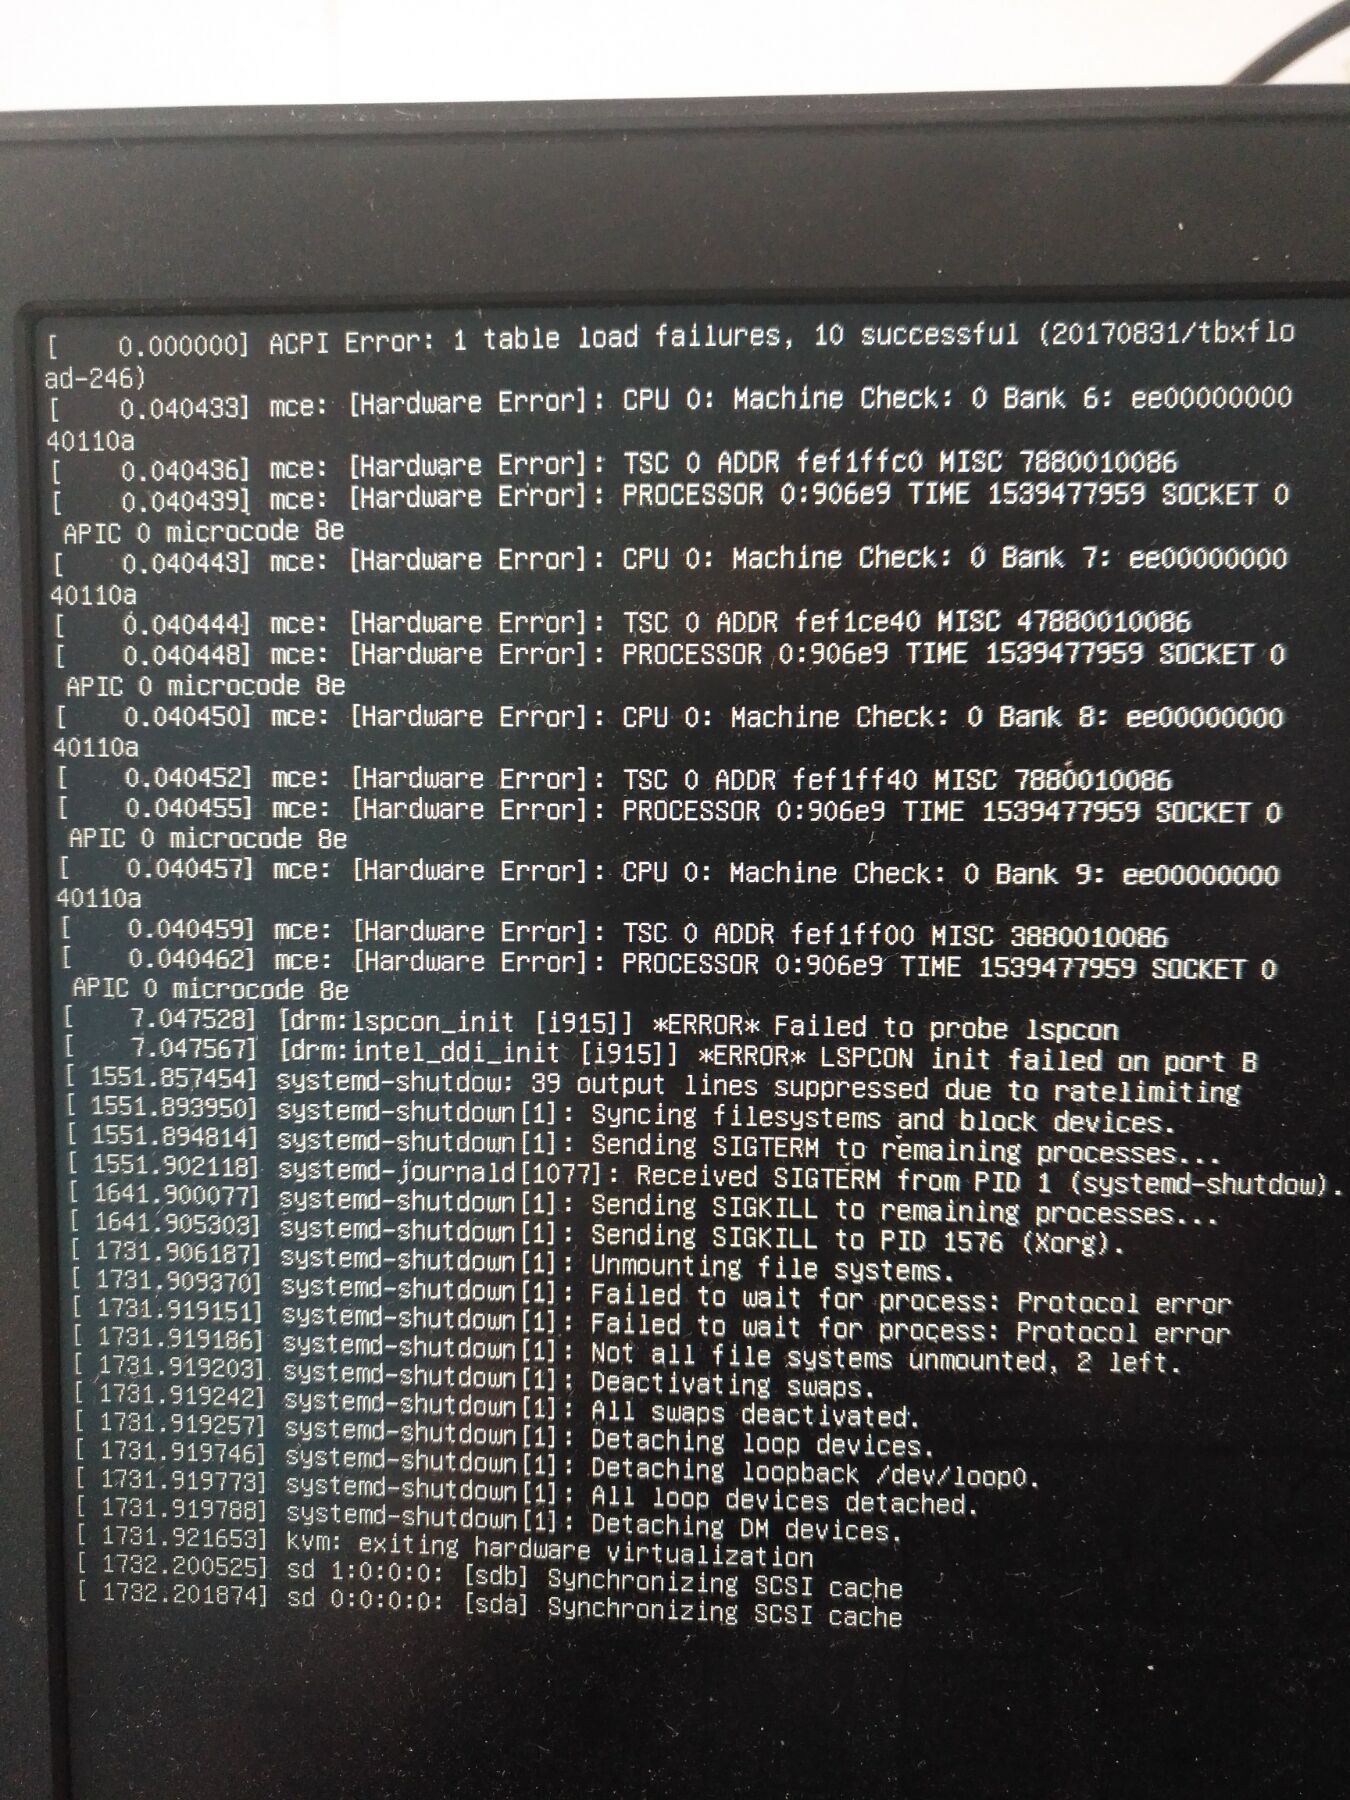 [    0.000000] ACPI Error: 1 table load failures, 10 successful (20170831/tbxflo
ad-246)
[    0.040433] mce: [Hardware Error]: CPU 0: Machine Check: 0 Bank 6: ee00000000
40110a
[    0.040436] mce: [Hardware Error]: TSC 0 ADDR fef1ffc0 MISC 7880010086
[    0.040439] mce: [Hardware Error]: PROCESSOR 0:906e9 TIME 1539477959 SOCKET 0
 APIC 0 microcode 8e
[    0.040443] mce: [Hardware Error]: CPU 0: Machine Check: 0 Bank 7: ee00000000
40110a
[    0.040444] mce: [Hardware Error]: TSC 0 ADDR fef1ce40 MISC 47880010086
[    0.040448] mce: [Hardware Error]: PROCESSOR 0:906e9 TIME 1539477959 SOCKET 0
 APIC 0 microcode 8e
[    0.040450] mce: [Hardware Error]: CPU 0: Machine Check: 0 Bank 8: ee00000000
40110a
[    0.040452] mce: [Hardware Error]: TSC 0 ADDR fef1ff40 MISC 7880010086
[    0.040455] mce: [Hardware Error]: PROCESSOR 0:906e9 TIME 1539477959 SOCKET 0
 APIC 0 microcode 8e
[    0.040457] mce: [Hardware Error]: CPU 0: Machine Check: 0 Bank 9: ee00000000
40110a
[    0.040459] mce: [Hardware Error]: TSC 0 ADDR fef1ff00 MISC 3880010086
[    0.040462] mce: [Hardware Error]: PROCESSOR 0:906e9 TIME 1539477959 SOCKET 0
 APIC 0 microcode 8e
[    7.047528] [drm:lspcon_init [i915]] *ERROR* Failed to probe lspcon
[    7.047567] [drm:intel_ddi_init [i915]] *ERROR* LSPCON init failed on port B
[ 1551.857454] systemd-shutdow: 39 output lines suppressed due to ratelimiting
[ 1551.893950] systemd-shutdown[1]: Syncing filesystems and block devices.
[ 1551.894814] systemd-shutdown[1]: Sending SIGTERM to remaining processes...
[ 1551.902118] systemd-journald[1077]: Received SIGTERM from PID 1 (systemd-shutdow).
[ 1641.900077] systemd-shutdown[1]: Sending SIGKILL to remaining processes...
[ 1641.905303] systemd-shutdown[1]: Sending SIGKILL to PID 1576 (Xorg).
[ 1731.906187] systemd-shutdown[1]: Unmounting file systems.
[ 1731.909370] systemd-shutdown[1]: Failed to wait for process: Protocol error
[ 1731.919151] systemd-shutdown[1]: Failed to wait for process: Protocol error
[ 1731.919186] systemd-shutdown[1]: Not all file systems unmounted, 2 left.
[ 1731.919203] systemd-shutdown[1]: Deactivating swaps.
[ 1731.919242] systemd-shutdown[1]: All swaps deactivated.
[ 1731.919257] systemd-shutdown[1]: Detaching loop devices.
[ 1731.919746] systemd-shutdown[1]: Detaching loopback /dev/loop0.
[ 1731.919773] systemd-shutdown[1]: All loop devices detached.
[ 1731.919788] systemd-shutdown[1]: Detaching DM devices.
[ 1731.921653] kvm: exiting hardware virtualization
[ 1732.200525] sd 1:0:0:0: [sdb] Synchronizing SCSI cache
[ 1732.201874] sd 0:0:0:0: [sda] Synchronizing SCSI cache